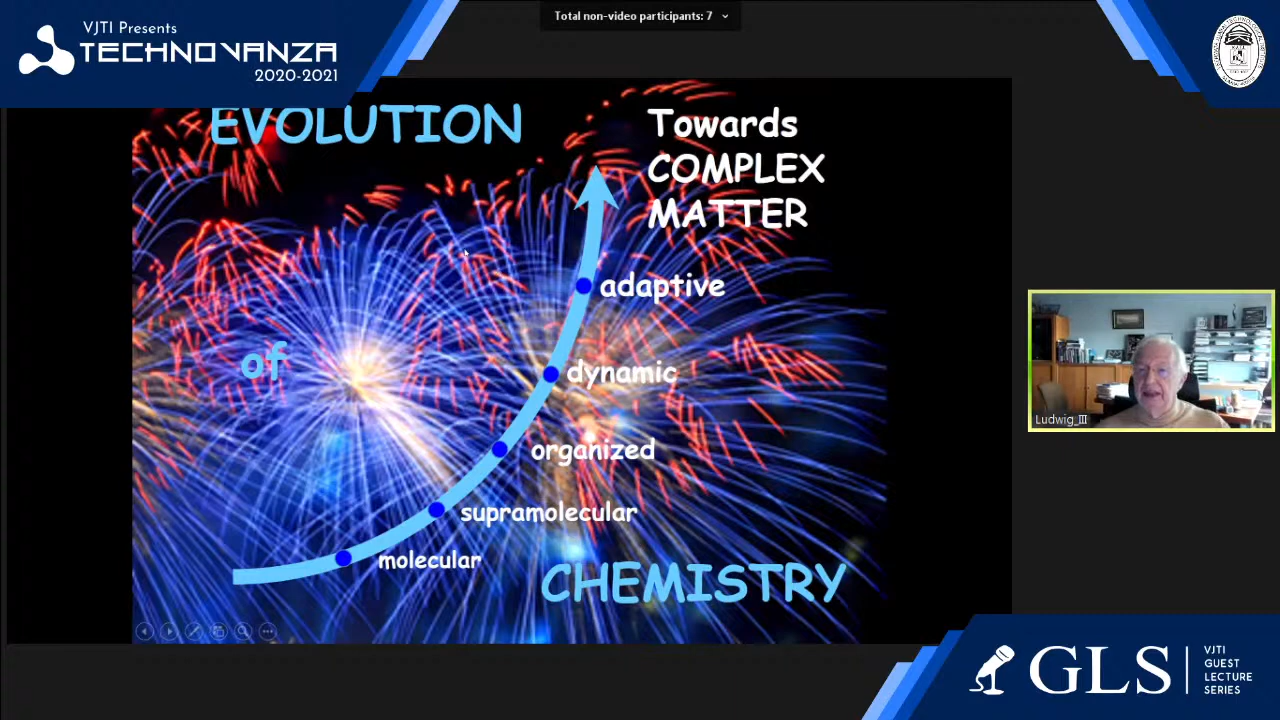 Total non-video participants: 7
VJTI Presents
TECHNOVANZA
2020-2021
EVOLUTION
Towards
COMPLEX
MATTER
adaptive
of
dynamic
organized
supramolecular
molecular
CHEMISTRY
Ludwig_III
GLS
VJTI
GUEST
LECTURE
SERIES